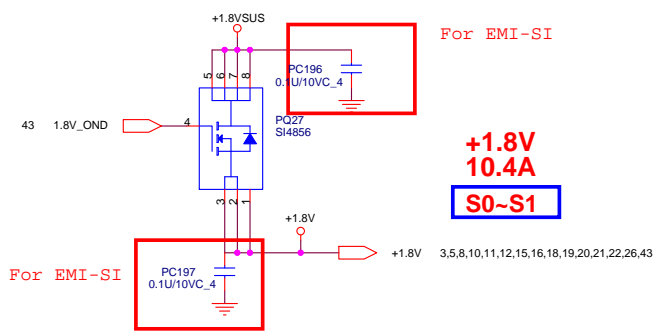 +1.8VSUS
For EMI-SI
PC196
0.1U/10VC_4
5
6
7
8
PQ27
SI4856
43 1.8V_OND
4
+1.8V
10.4A
S0~S1
3
2
1
+1.8V
+1.8V 3,5,8,10,11,12,15,16,18,19,20,21,22,26,43
For EMI-SI
PC197
0.1U/10VC_4